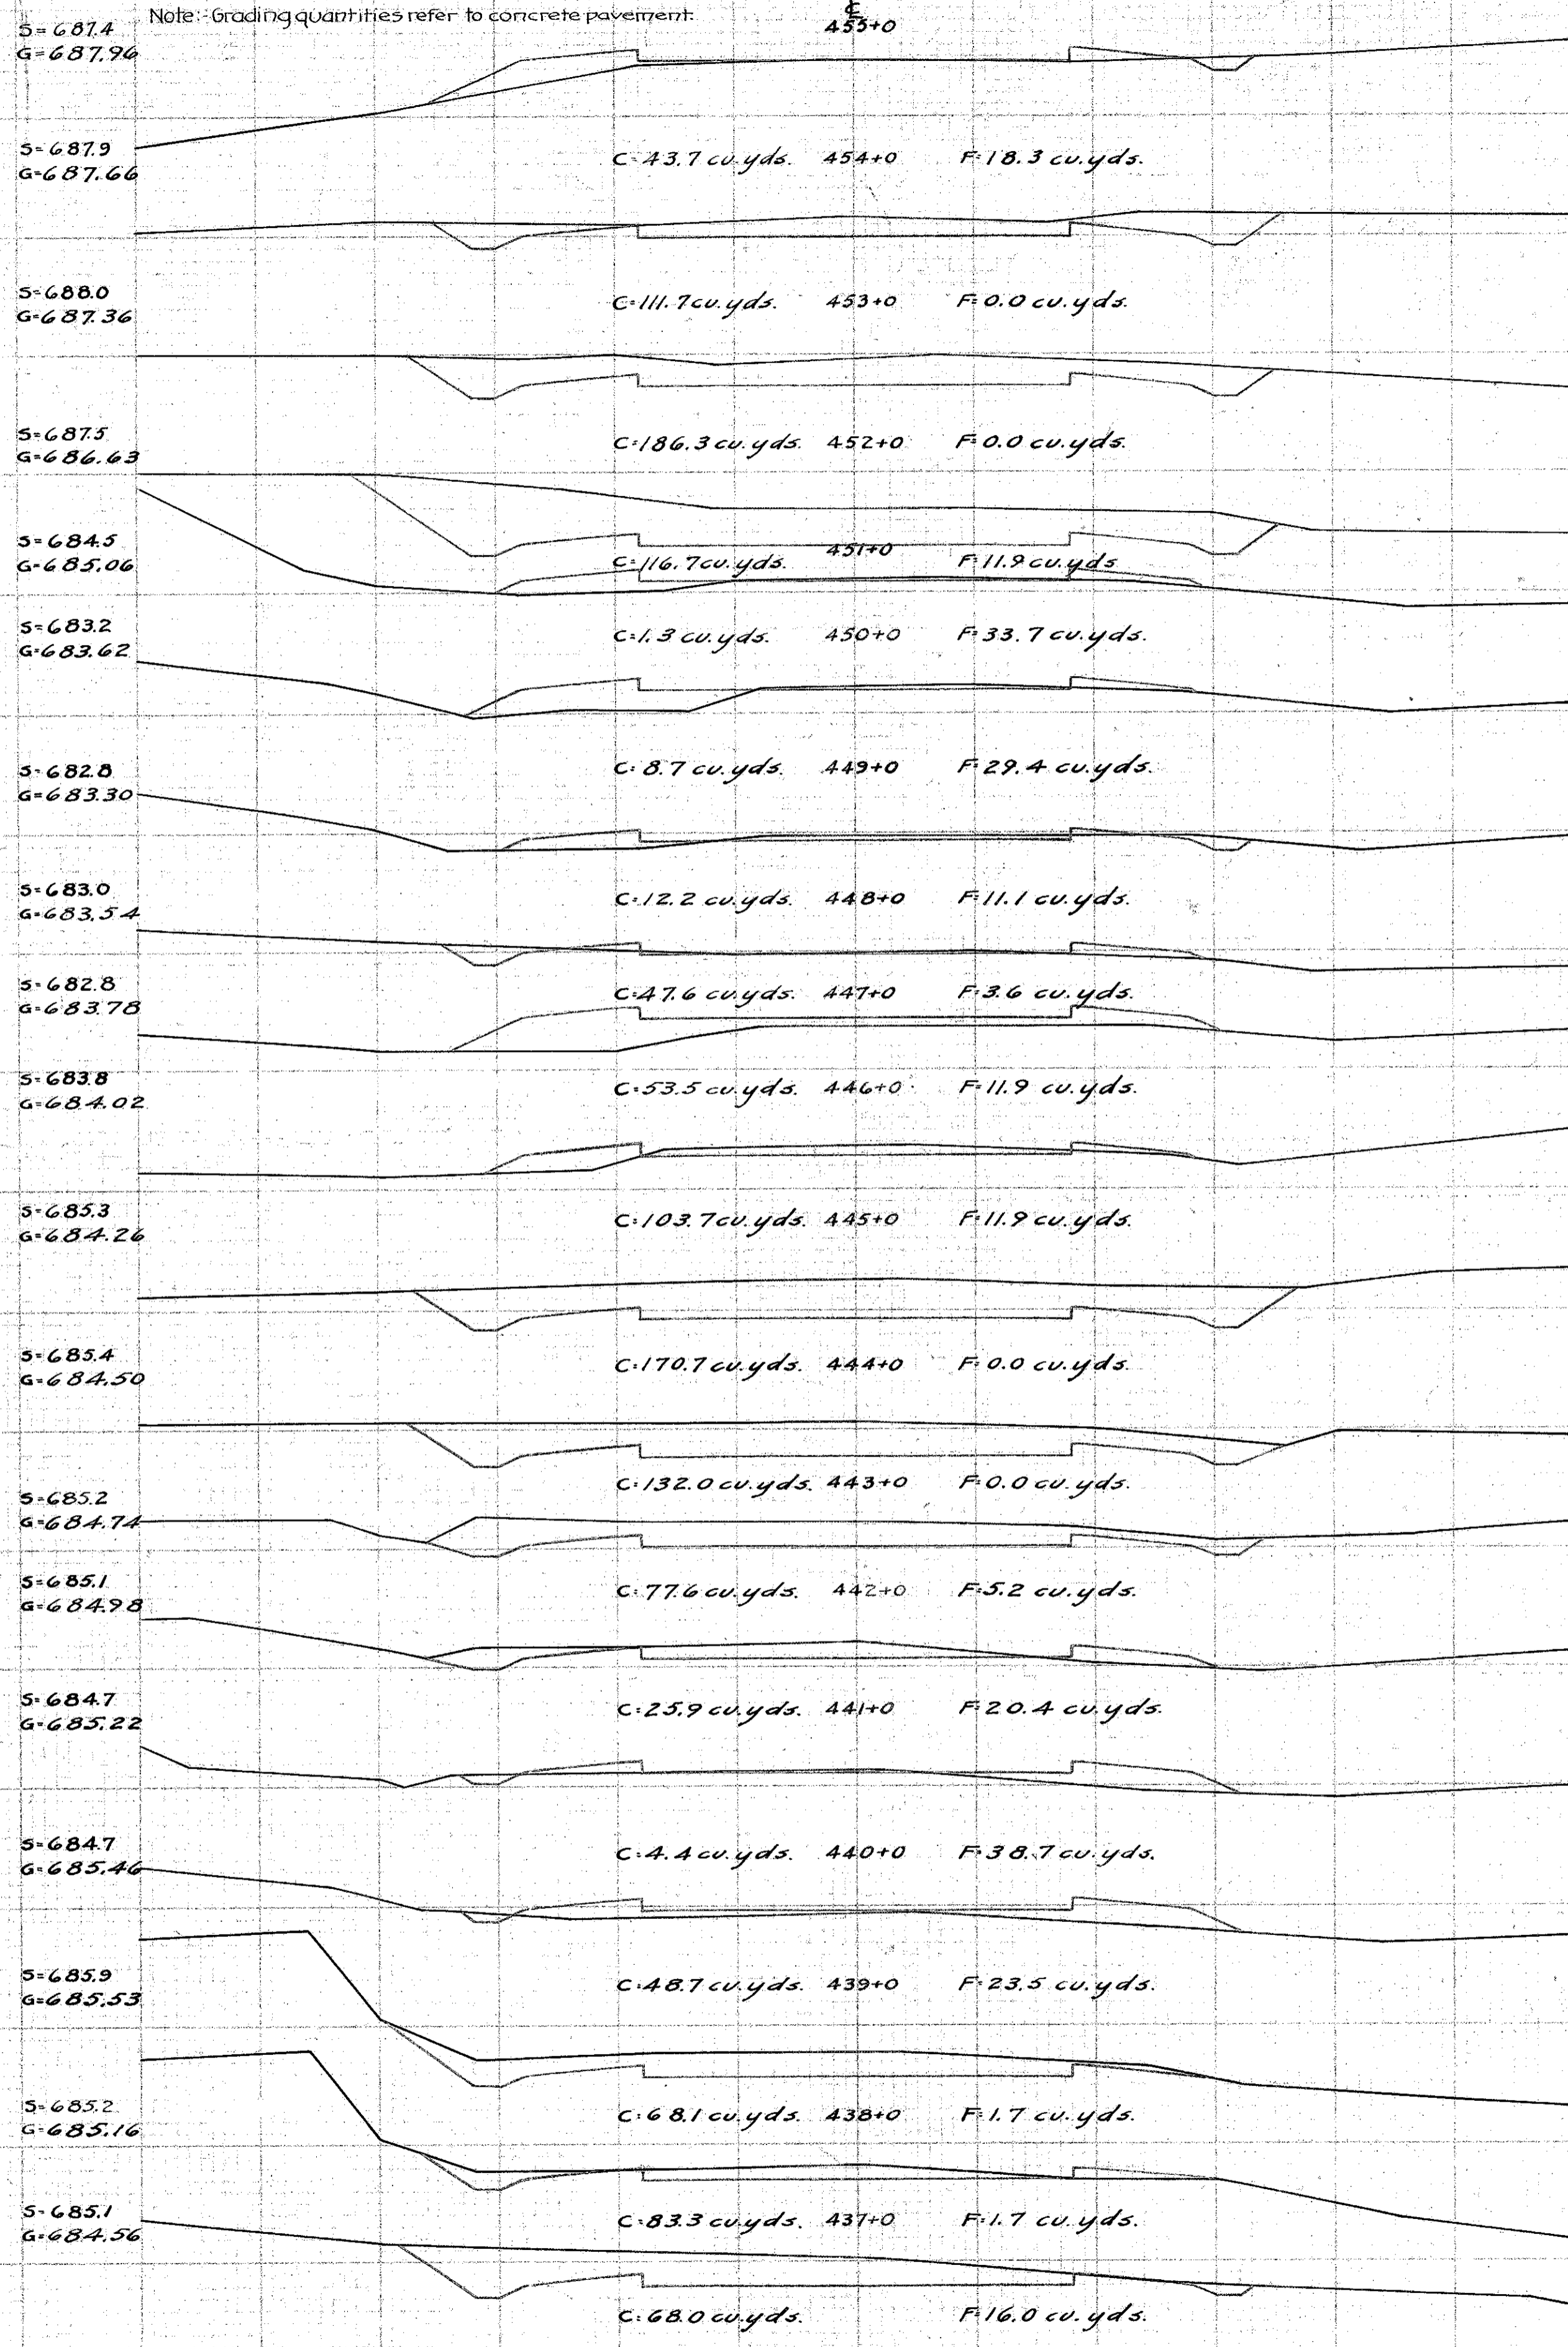 Note:- Grading quantities refer to concrete pavement.
℄
S=687.4 455+0
G=687.96
S=687.9 C=43.7 cu.yds. 454+0 F=18.3 cu.yds.
G=687.66
S=688.0 C=111.7 cu.yds. 453+0 F=0.0 cu.yds.
G=687.36
S=687.5 C=186.3 cu.yds. 452+0 F=0.0 cu.yds.
G=686.63
S=684.5 451+0
G=685.06 C=116.7 cu.yds. F=11.9 cu.yds.
S=683.2 C=1.3 cu.yds. 450+0 F=33.7 cu.yds.
G=683.62
S=682.8 C=8.7 cu.yds. 449+0 F=29.4 cu.yds.
G=683.30
S=683.0 C=12.2 cu.yds. 448+0 F=11.1 cu.yds.
G=683.54
S=682.8 C=47.6 cu.yds. 447+0 F=3.6 cu.yds.
G=683.78
S=683.8 C=53.5 cu.yds. 446+0 F=11.9 cu.yds.
G=684.02
S=685.3 C=103.7 cu.yds. 445+0 F=11.9 cu.yds.
G=684.26
S=685.4 C=170.7 cu.yds. 444+0 F=0.0 cu.yds.
G=684.50
S=685.2 C=132.0 cu.yds. 443+0 F=0.0 cu.yds.
G=684.74
S=685.1 C=77.6 cu.yds. 442+0 F=5.2 cu.yds.
G=684.98
S=684.7 C=25.9 cu.yds. 441+0 F=20.4 cu.yds.
G=685.22
S=684.7 C=4.4 cu.yds. 440+0 F=38.7 cu.yds.
G=685.46
S=685.9 C=48.7 cu.yds. 439+0 F=23.5 cu.yds.
G=685.53
S=685.2 C=68.1 cu.yds. 438+0 F=1.7 cu.yds.
G=685.16
S=685.1 C=83.3 cu.yds. 437+0 F=1.7 cu.yds.
G=684.56
C=68.0 cu.yds. F=16.0 cu.yds.